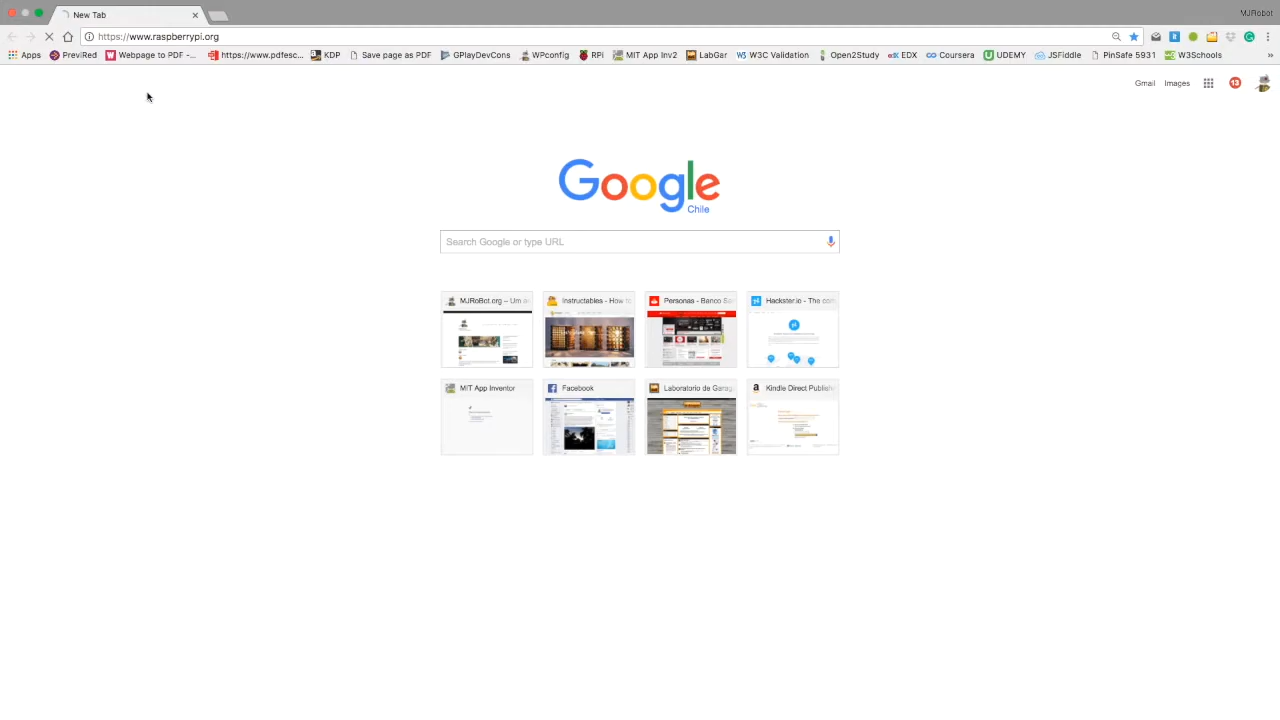 New Tab
MJRobot
https://www.raspberrypi.org
Apps PreviRed Webpage to PDF -... https://www.pdfesc... KDP Save page as PDF GPlayDevCons WPconfig RPi MIT App Inv2 LabGar W3C Validation Open2Study EDX Coursera UDEMY JSFiddle PinSafe 5931 W3Schools »
Gmail Images 13
Google
Chile
Search Google or type URL
MJRoBot.org – Um
Instructables - How to
Personas - Banco
Hackster.io - The com
MIT App Inventor
Facebook
Laboratorio de Garag
Kindle Direct Publish